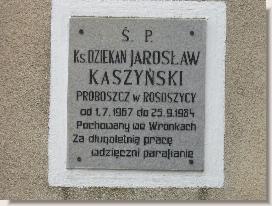 Ś. P.
Ks. DZIEKAN JAROSŁAW
KASZYŃSKI
PROBOSZCZ w ROSOSZYCY
od 1.7.1967 do 25.9.1984
Pochowany we Wronkach
Za długoletnią pracę
wdzięczni parafianie